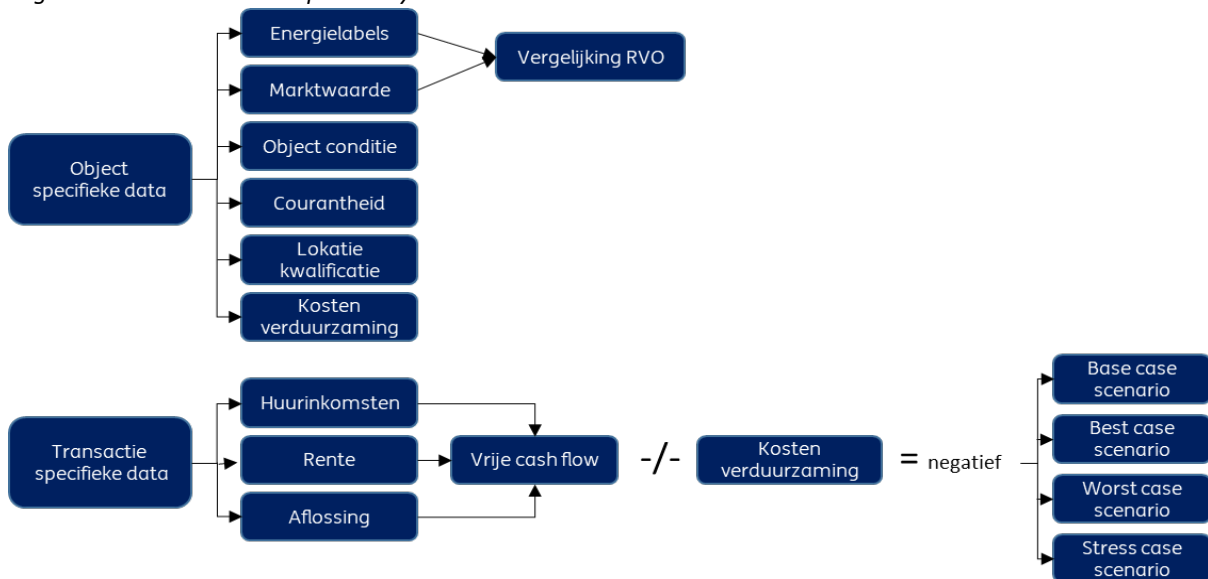 Energielabels
Vergelijking RVO
Marktwaarde
Object conditie
Object
specifieke data
Courantheid
Lokatie
kwalificatie
Kosten
verduurzaming
Huurinkomsten
Transactie
specifieke data
Rente
Vrije cash flow
-/-
Kosten
verduurzaming
= negatief
Aflossing
Base case
scenario
Best case
scenario
Worst case
scenario
Stress case
scenario